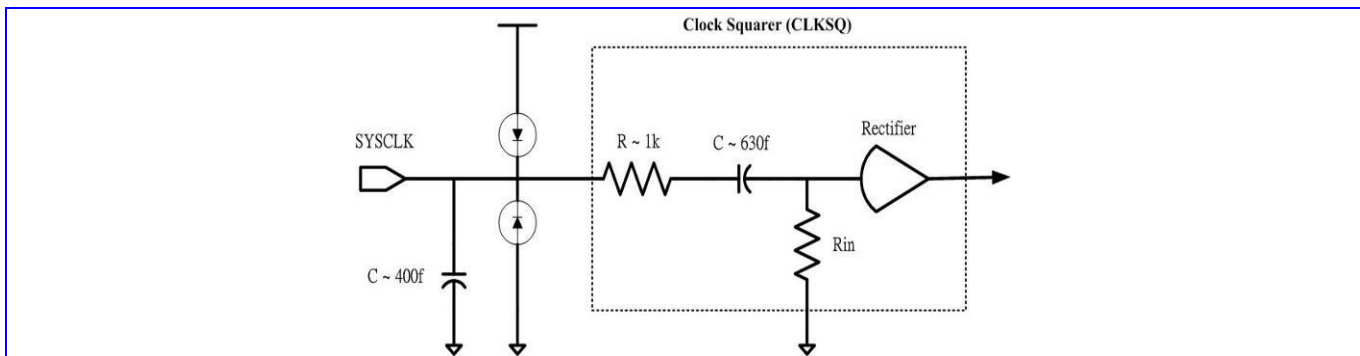 Clock Squarer (CLKSQ)
SYSCLK
R ~ 1k
C ~ 630f
Rectifier
Rin
C ~ 400f